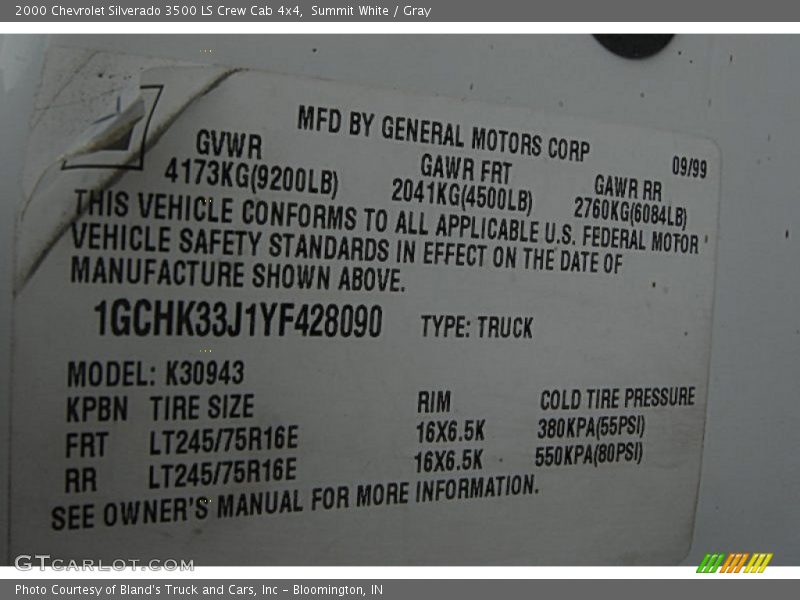 2000 Chevrolet Silverado 3500 LS Crew Cab 4x4, Summit White / Gray
MFD BY GENERAL MOTORS CORP
09/99
GVWR GAWR FRT GAWR RR
4173KG(9200LB) 2041KG(4500LB) 2760KG(6084LB)
THIS VEHICLE CONFORMS TO ALL APPLICABLE U.S. FEDERAL MOTOR
VEHICLE SAFETY STANDARDS IN EFFECT ON THE DATE OF
MANUFACTURE SHOWN ABOVE.
1GCHK33J1YF428090 TYPE: TRUCK
MODEL: K30943
KPBN TIRE SIZE RIM COLD TIRE PRESSURE
FRT LT245/75R16E 16X6.5K 380KPA(55PSI)
RR LT245/75R16E 16X6.5K 550KPA(80PSI)
SEE OWNER'S MANUAL FOR MORE INFORMATION.
GTCARLOT.COM
Photo Courtesy of Bland's Truck and Cars, Inc - Bloomington, IN